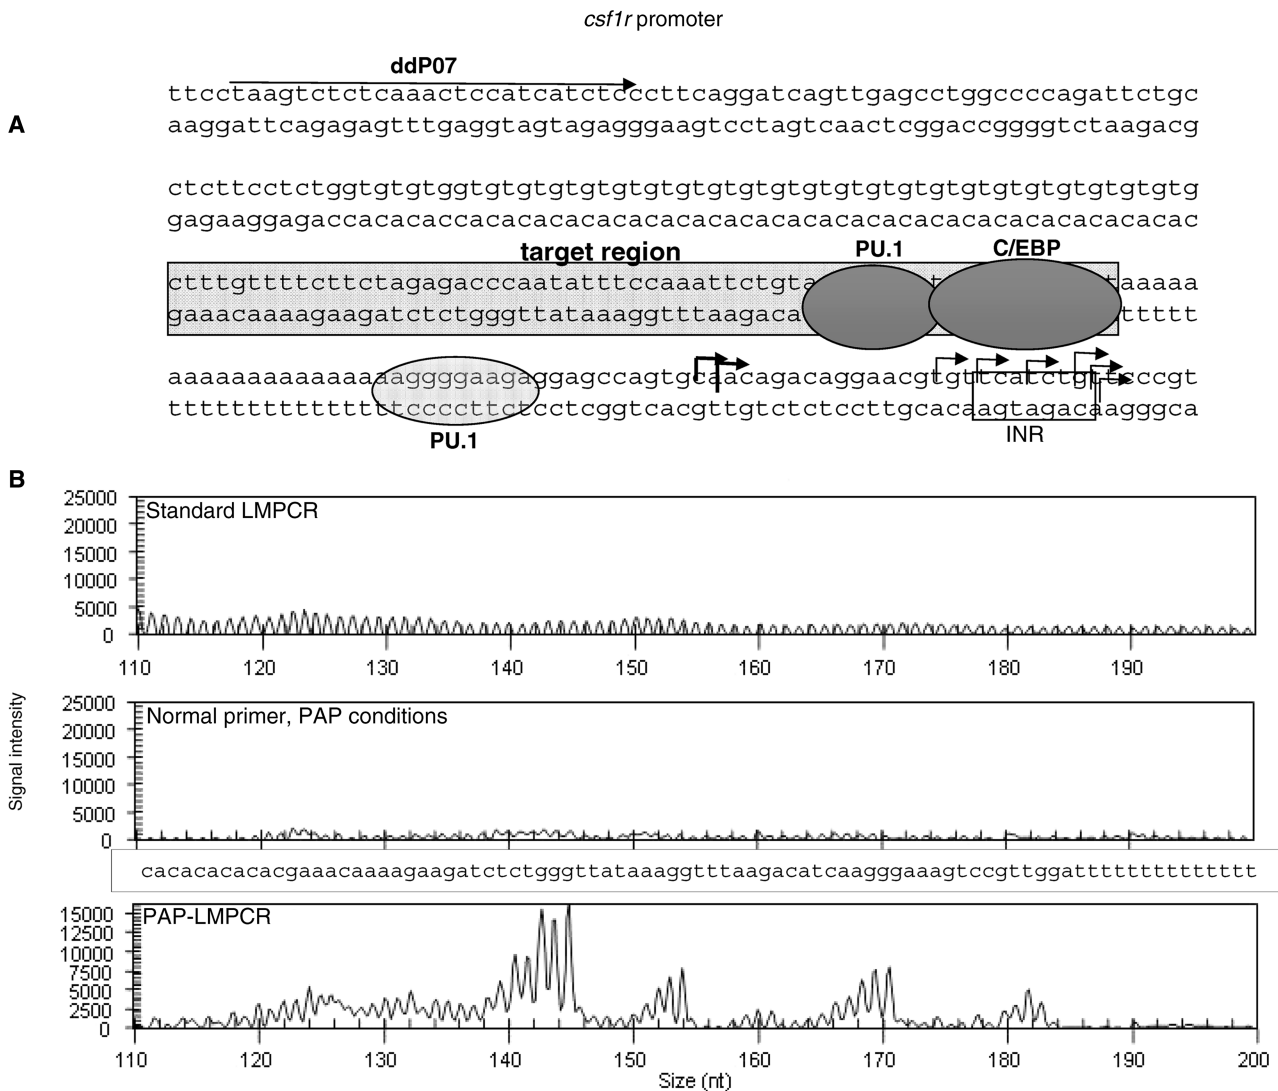 csf1r promoter
A
ddP07
ttcctaagtctctcaaactccatcatctcccttcaggatcagttgagcctggccccagattctgc
aaggattcagagagtttgaggtagtagagggaagtcctagtcaactcggaccggggtctaagacg
ctcttcctctggtgtgtggtgtgtgtgtgtgtgtgtgtgtgtgtgtgtgtgtgtgtgtgtgtgtg
gagaaggagaccacacaccacacacacacacacacacacacacacacacacacacacacacacac
target region PU.1 C/EBP
ctttgttttcttctagagacccaatatttccaaattctgta aaaaa
gaaacaaaagaagatctctgggttataaaggtttaagaca ttttt
aaaaaaaaaaaaaaaggggaagaggagccagtgcaacagacaggaacgtgttcatctgttcccgt
tttttttttttttttccccttctcctcggtcacgttgtctctccttgcacaagtagacaagggca
PU.1
INR
B
Signal intensity
Standard LMPCR
25000
20000
15000
10000
5000
0
110 120 130 140 150 160 170 180 190
Normal primer, PAP conditions
25000
20000
15000
10000
5000
0
cacacacacacgaaacaaaagaagatctctgggttataaaggtttaagacatcaagggaaagtccgttggattttttttttttttt
PAP-LMPCR
15000
12500
10000
7500
5000
2500
0
110 120 130 140 150 160 170 180 190 200
Size (nt)